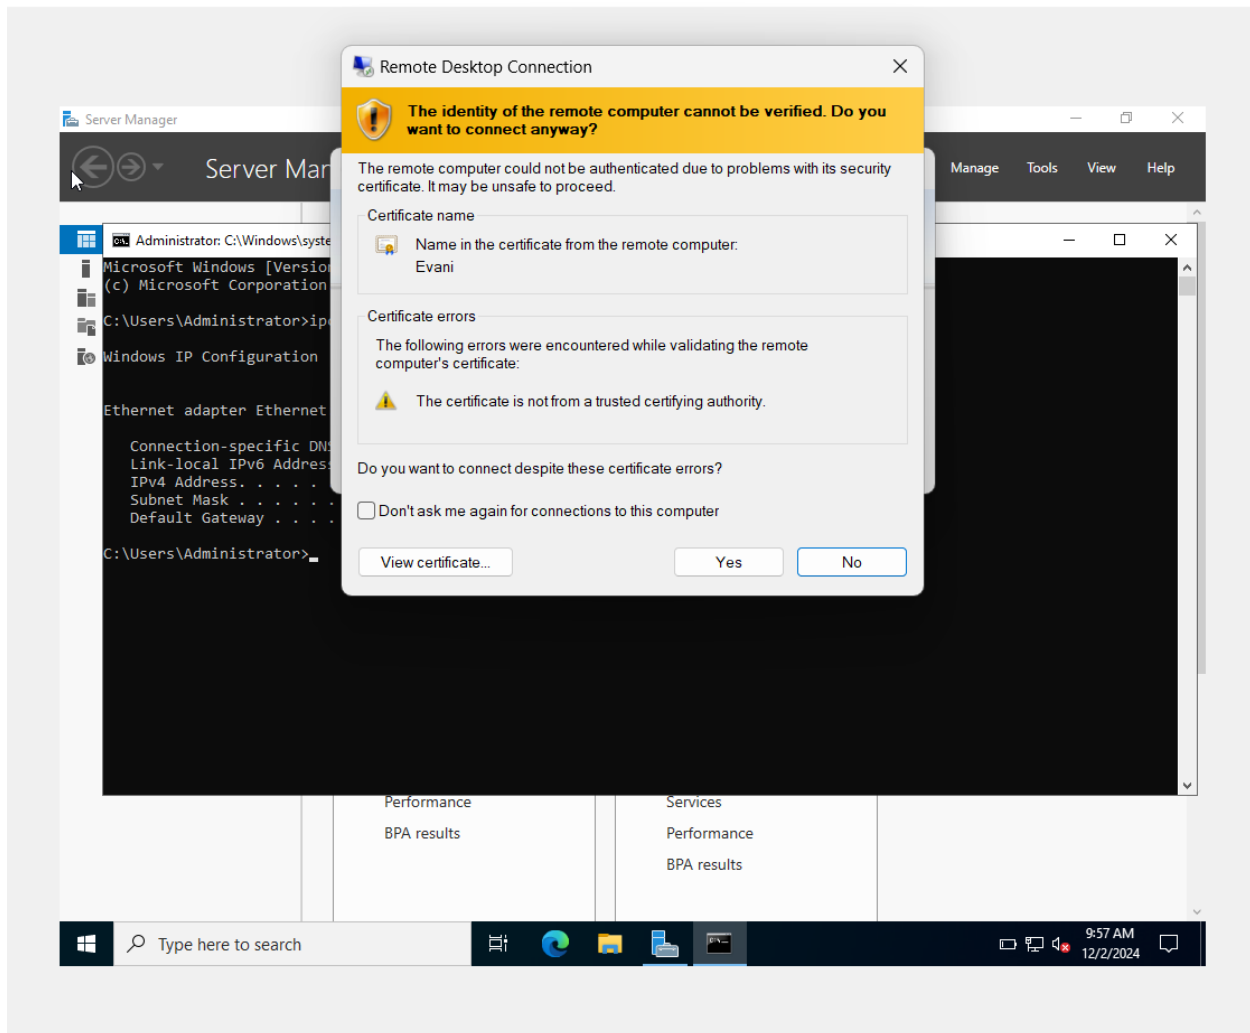 Remote Desktop Connection
The identity of the remote computer cannot be verified. Do you
want to connect anyway?
The remote computer could not be authenticated due to problems with its security
certificate. It may be unsafe to proceed.
Certificate name
Name in the certificate from the remote computer:
Evani
Certificate errors
The following errors were encountered while validating the remote
computer's certificate:
The certificate is not from a trusted certifying authority.
Do you want to connect despite these certificate errors?
Don't ask me again for connections to this computer
View certificate...
Yes
No
Server Manager
Server Man
Manage
Tools
View
Help
Administrator: C:\Windows\syste
Microsoft Windows [Version
(c) Microsoft Corporation
C:\Users\Administrator>ip
Windows IP Configuration
Ethernet adapter Ethernet
Connection-specific DNS
Link-local IPv6 Address
IPv4 Address. . . . .
Subnet Mask . . . . . .
Default Gateway . . . .
C:\Users\Administrator>
Performance
BPA results
Services
Performance
BPA results
Type here to search
9:57 AM
12/2/2024